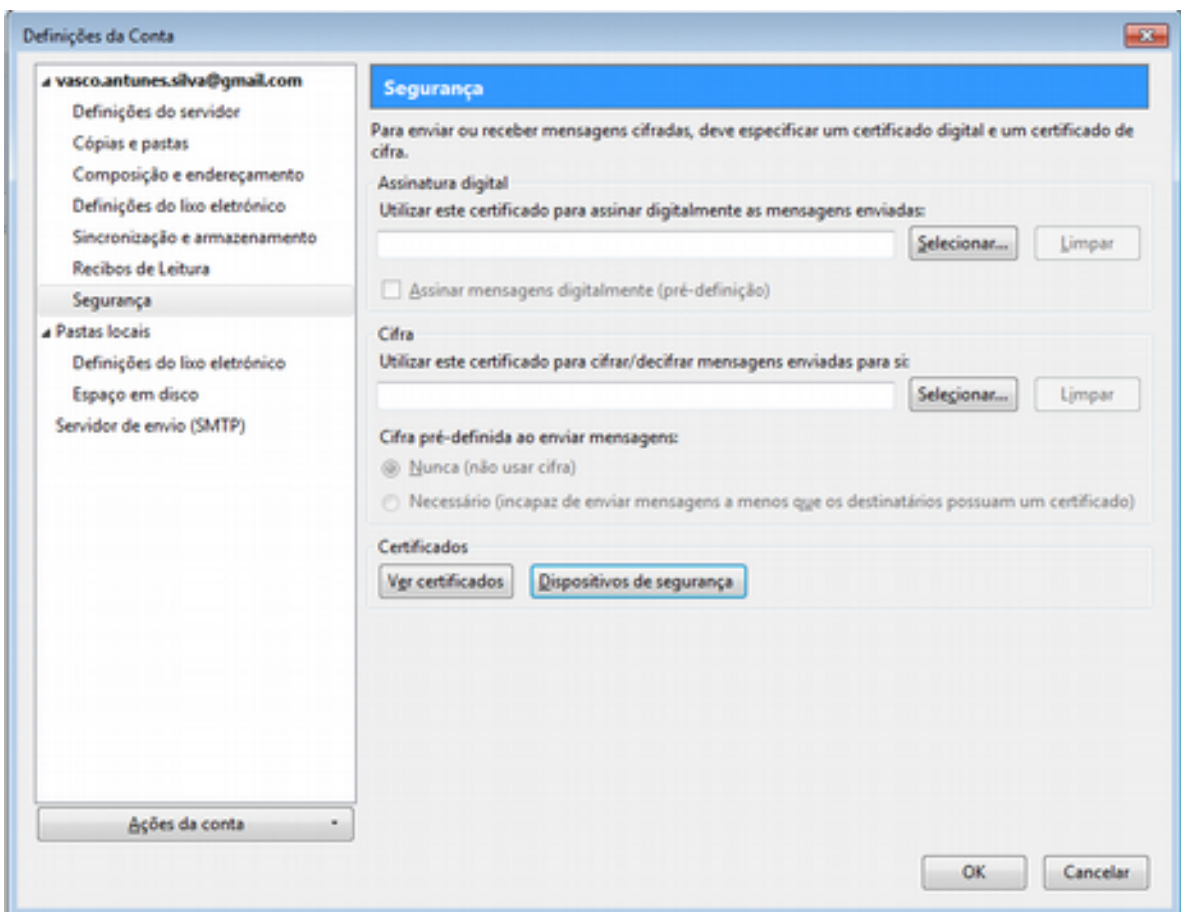 Definições da Conta
vasco.antunes.silva@gmail.com
Definições do servidor
Cópias e pastas
Composição e endereçamento
Definições do lixo eletrónico
Sincronização e armazenamento
Recibos de Leitura
Segurança
Pastas locais
Definições do lixo eletrónico
Espaço em disco
Servidor de envio (SMTP)
Ações da conta
Segurança
Para enviar ou receber mensagens cifradas, deve especificar um certificado digital e um certificado de
cifra.
Assinatura digital
Utilizar este certificado para assinar digitalmente as mensagens enviadas:
Selecionar... Limpar
Assinar mensagens digitalmente (pré-definição)
Cifra
Utilizar este certificado para cifrar/decifrar mensagens enviadas para si:
Selecionar... Limpar
Cifra pré-definida ao enviar mensagens:
Nunca (não usar cifra)
Necessário (incapaz de enviar mensagens a menos que os destinatários possuam um certificado)
Certificados
Ver certificados Dispositivos de segurança
OK Cancelar